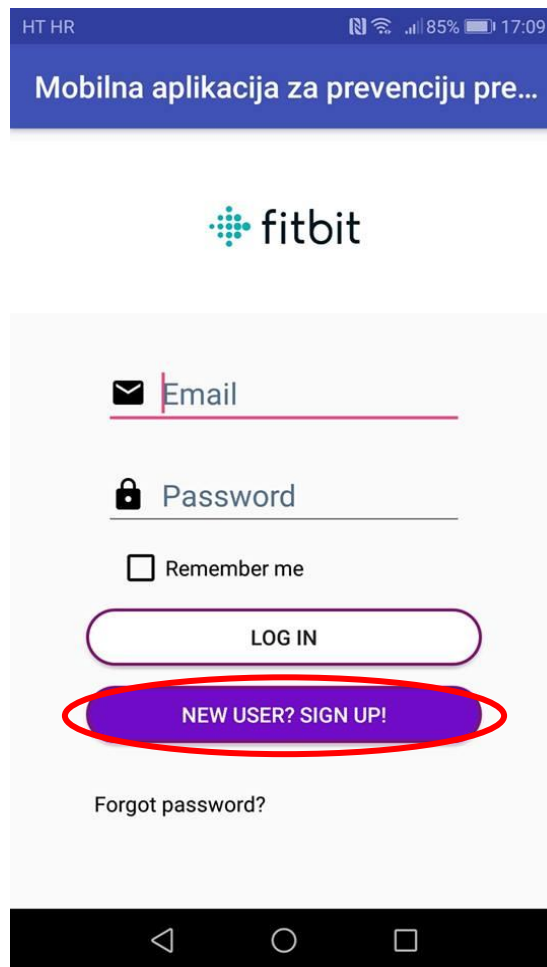 HT HR 85% 17:09
Mobilna aplikacija za prevenciju pre...
fitbit
Email
Password
Remember me
LOG IN
NEW USER? SIGN UP!
Forgot password?